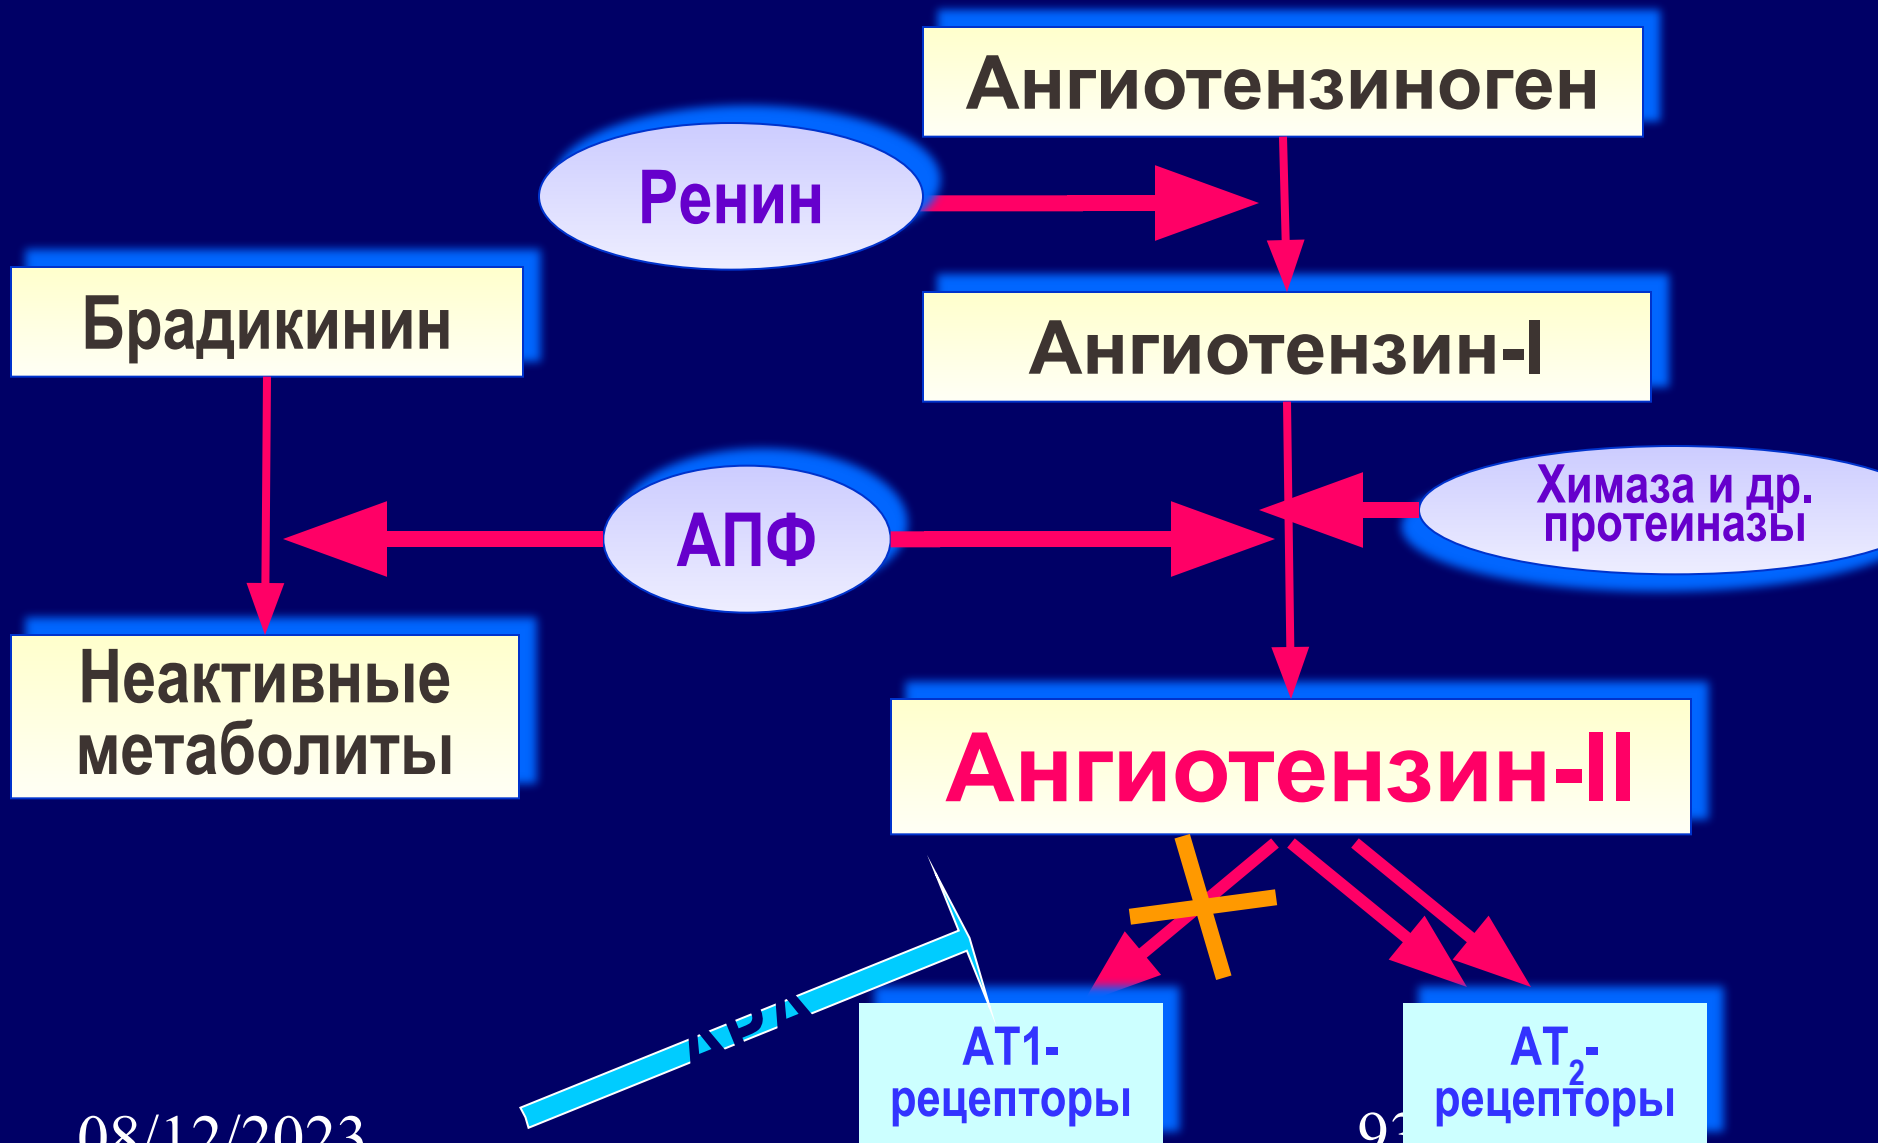 Ангиотензиноген
Ренин
Брадикинин
Ангиотензин-I
АПФ
Химаза и др.
протеиназы
Неактивные
метаболиты
Ангиотензин-II
АТ1-
рецепторы
АТ2-
рецепторы
08/12/2023